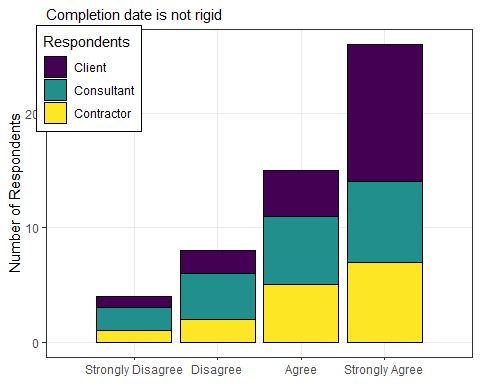 Completion date is not rigid
Respondents
Client
Consultant
Contractor
Number of Respondents
20
10
0
Strongly Disagree Disagree Agree Strongly Agree